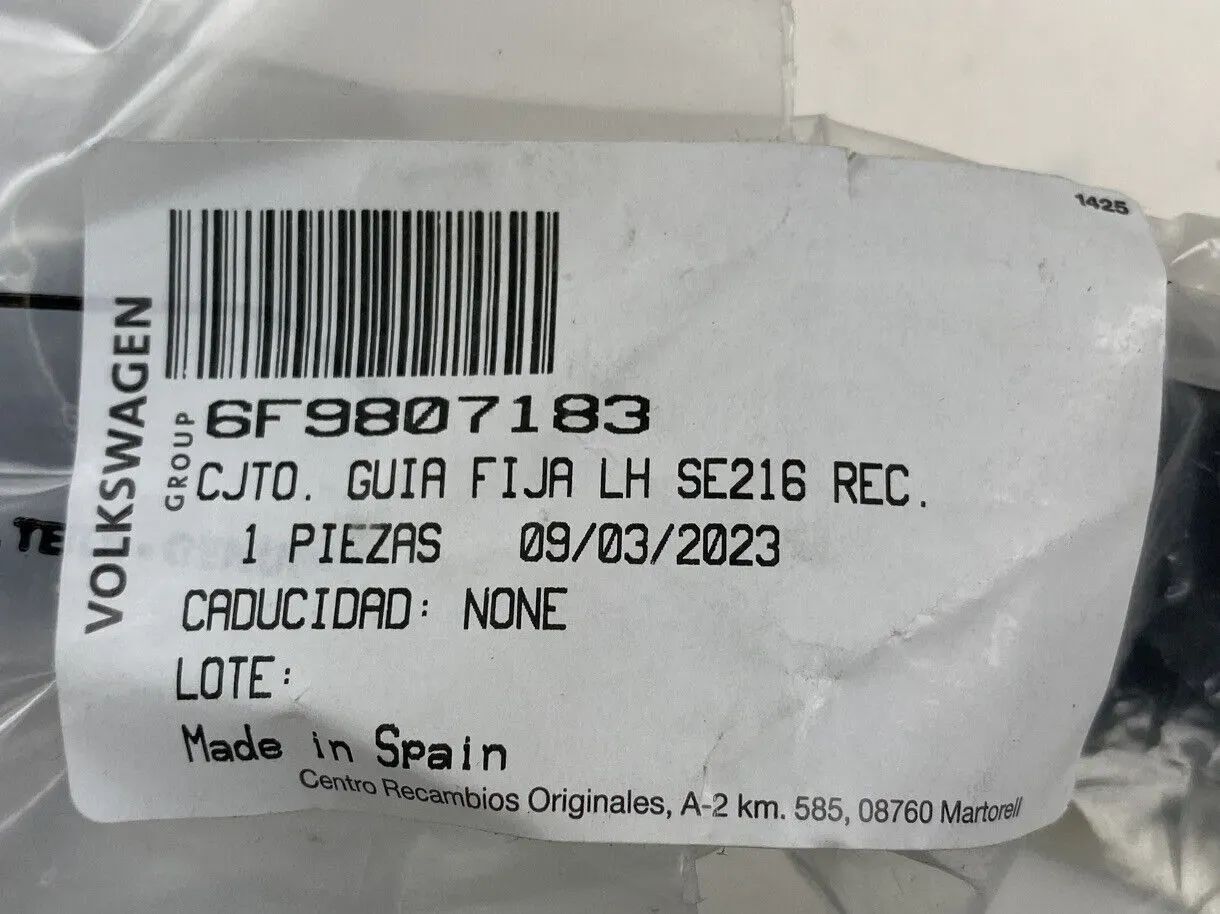 1425
VOLKSWAGEN
GROUP
6F9807183
CJTO. GUIA FIJA LH SE216 REC.
1 PIEZAS 09/03/2023
CADUCIDAD: NONE
LOTE:
Made in Spain
Centro Recambios Originales, A-2 km. 585, 08760 Martorell
TE